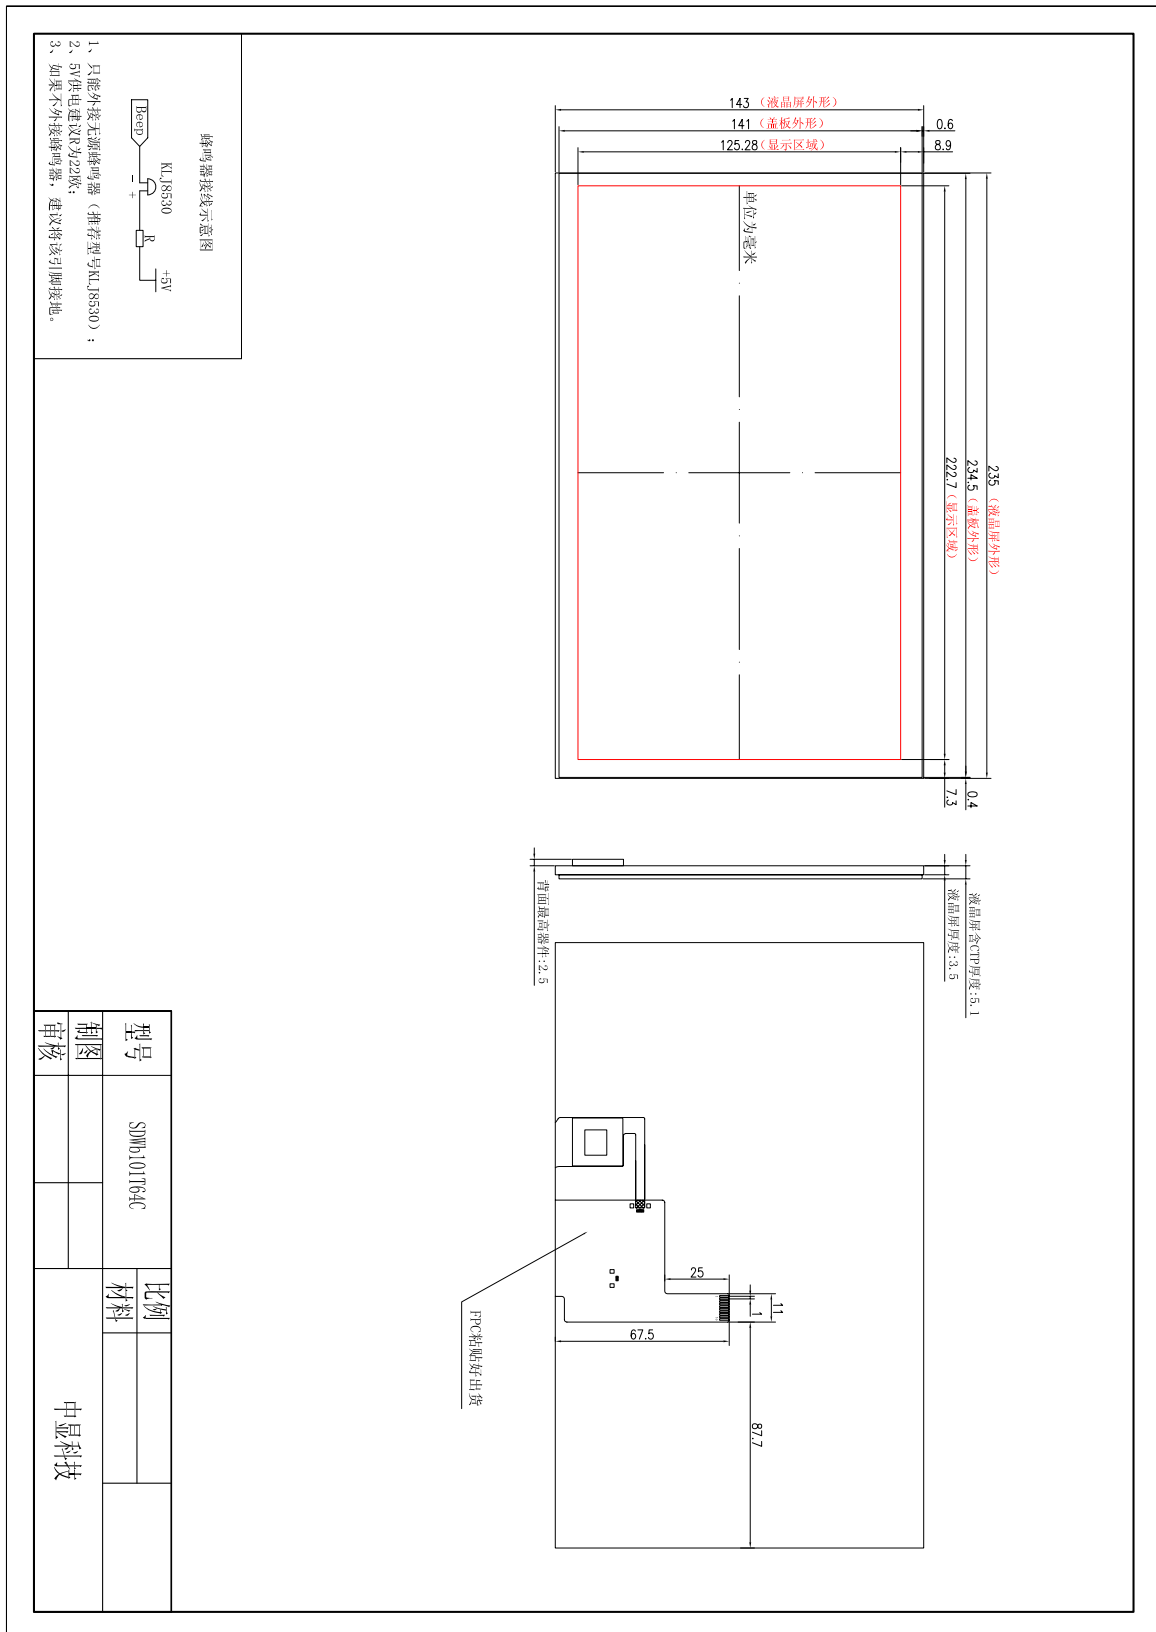 143（液晶屏外形）
141（盖板外形）
125.28（显示区域）
0.6
8.9
235（液晶屏外形）
234.5（盖板外形）
222.7（显示区域）
0.4
7.3
单位为毫米
液晶屏含CTP厚度:5.1
液晶屏厚度:3.5
背面最高器件:2.5
25
11
1
67.5
87.7
FPC粘贴好出货
蜂鸣器接线示意图
Beep
KLJ8530
- +
R
+5V
1、只能外接无源蜂鸣器（推荐型号KLJ8530）；
2、5V供电建议R为22欧；
3、如果不外接蜂鸣器，建议将该引脚接地。
型号
SDWb101T64C
比例
材料
制图
审核
中显科技